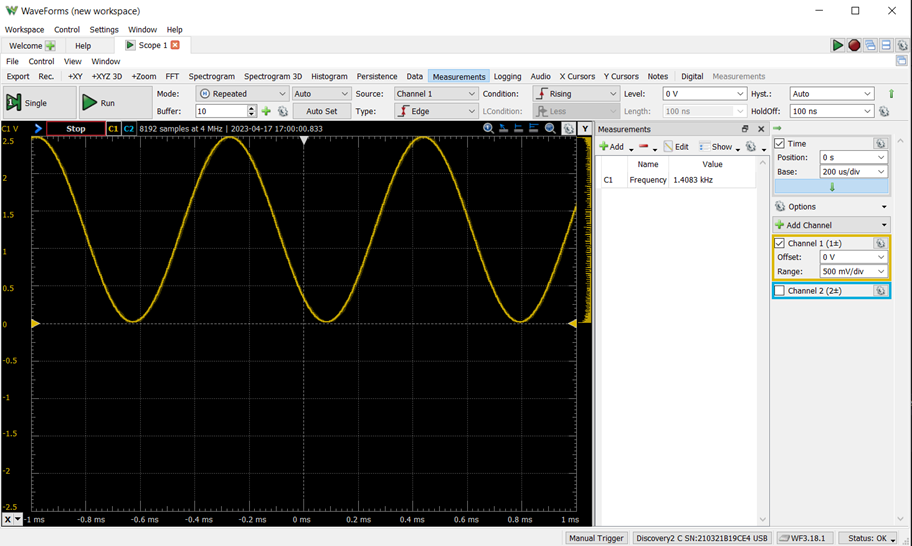 WaveForms (new workspace)
Workspace Control Settings Window Help
Welcome Help Scope 1
File Control View Window
Export Rec. +XY +XYZ 3D +Zoom FFT Spectrogram Spectrogram 3D Histogram Persistence Data Measurements Logging Audio X Cursors Y Cursors Notes Digital Measurements
Single Run Mode: Repeated Auto Source: Channel 1 Condition: Rising Level: 0 V Hyst.: Auto
Buffer: 10 Auto Set Type: Edge LCondition: Less Length: 100 ns HoldOff: 100 ns
C1 V Stop C1 C2 8192 samples at 4 MHz | 2023-04-17 17:00:00.833 Y
2.5
2
1.5
1
0.5
0
-0.5
-1
-1.5
-2
-2.5
X -1 ms -0.8 ms -0.6 ms -0.4 ms -0.2 ms 0 ms 0.2 ms 0.4 ms 0.6 ms 0.8 ms 1 ms
Measurements
Add Edit Show
Name Value
C1 Frequency 1.4083 kHz
Time
Position: 0 s
Base: 200 us/div
Options
Add Channel
Channel 1 (1±)
Offset: 0 V
Range: 500 mV/div
Channel 2 (2±)
Manual Trigger Discovery2 C SN:210321B19CE4 USB WF3.18.1 Status: OK